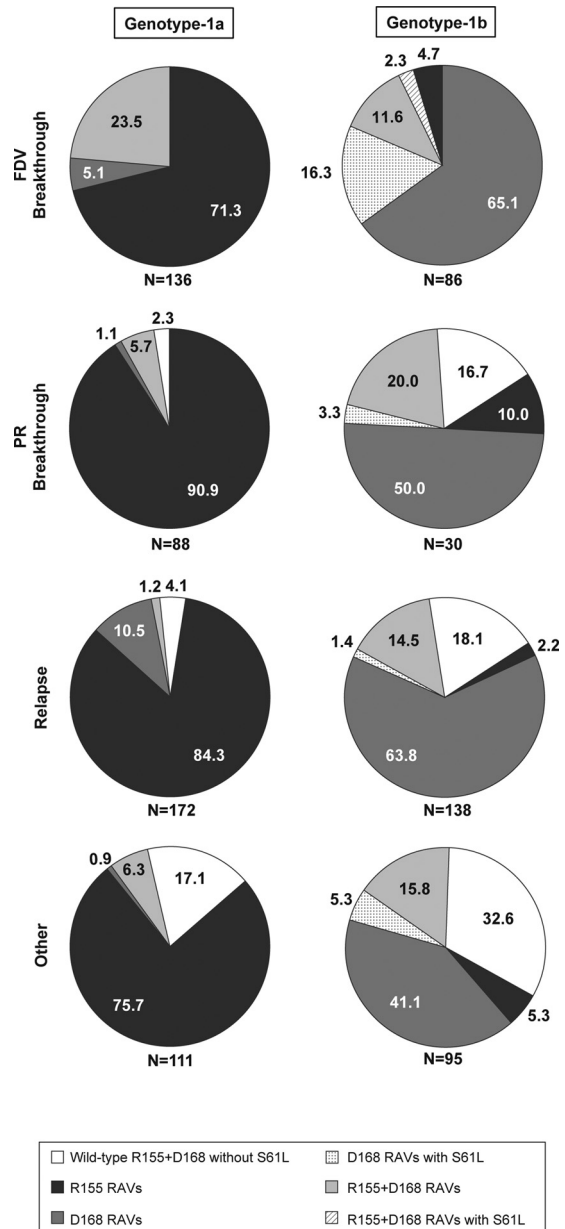 Genotype-1a
Genotype-1b
FDV
Breakthrough
23.5
5.1
71.3
N=136
2.3
4.7
11.6
16.3
65.1
N=86
PR
Breakthrough
1.1
5.7
2.3
90.9
N=88
20.0
16.7
3.3
10.0
50.0
N=30
Relapse
1.2
4.1
10.5
84.3
N=172
1.4
14.5
18.1
2.2
63.8
N=138
Other
0.9
6.3
17.1
75.7
N=111
5.3
15.8
32.6
41.1
5.3
N=95
Wild-type R155+D168 without S61L
D168 RAVs with S61L
R155 RAVs
R155+D168 RAVs
D168 RAVs
R155+D168 RAVs with S61L